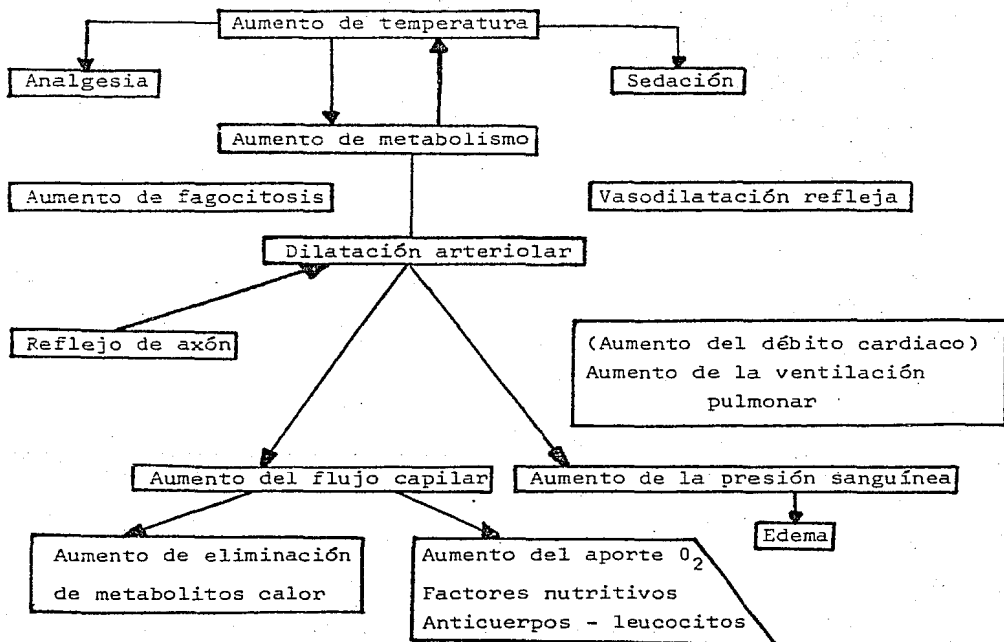 Aumento de temperatura
Analgesia
Sedación
Aumento de metabolismo
Aumento de fagocitosis
Vasodilatación refleja
Dilatación arteriolar
Reflejo de axón
(Aumento del débito cardiaco)
Aumento de la ventilación
pulmonar
Aumento del flujo capilar
Aumento de la presión sanguínea
Edema
Aumento de eliminación
de metabolitos calor
Aumento del aporte O₂
Factores nutritivos
Anticuerpos - leucocitos